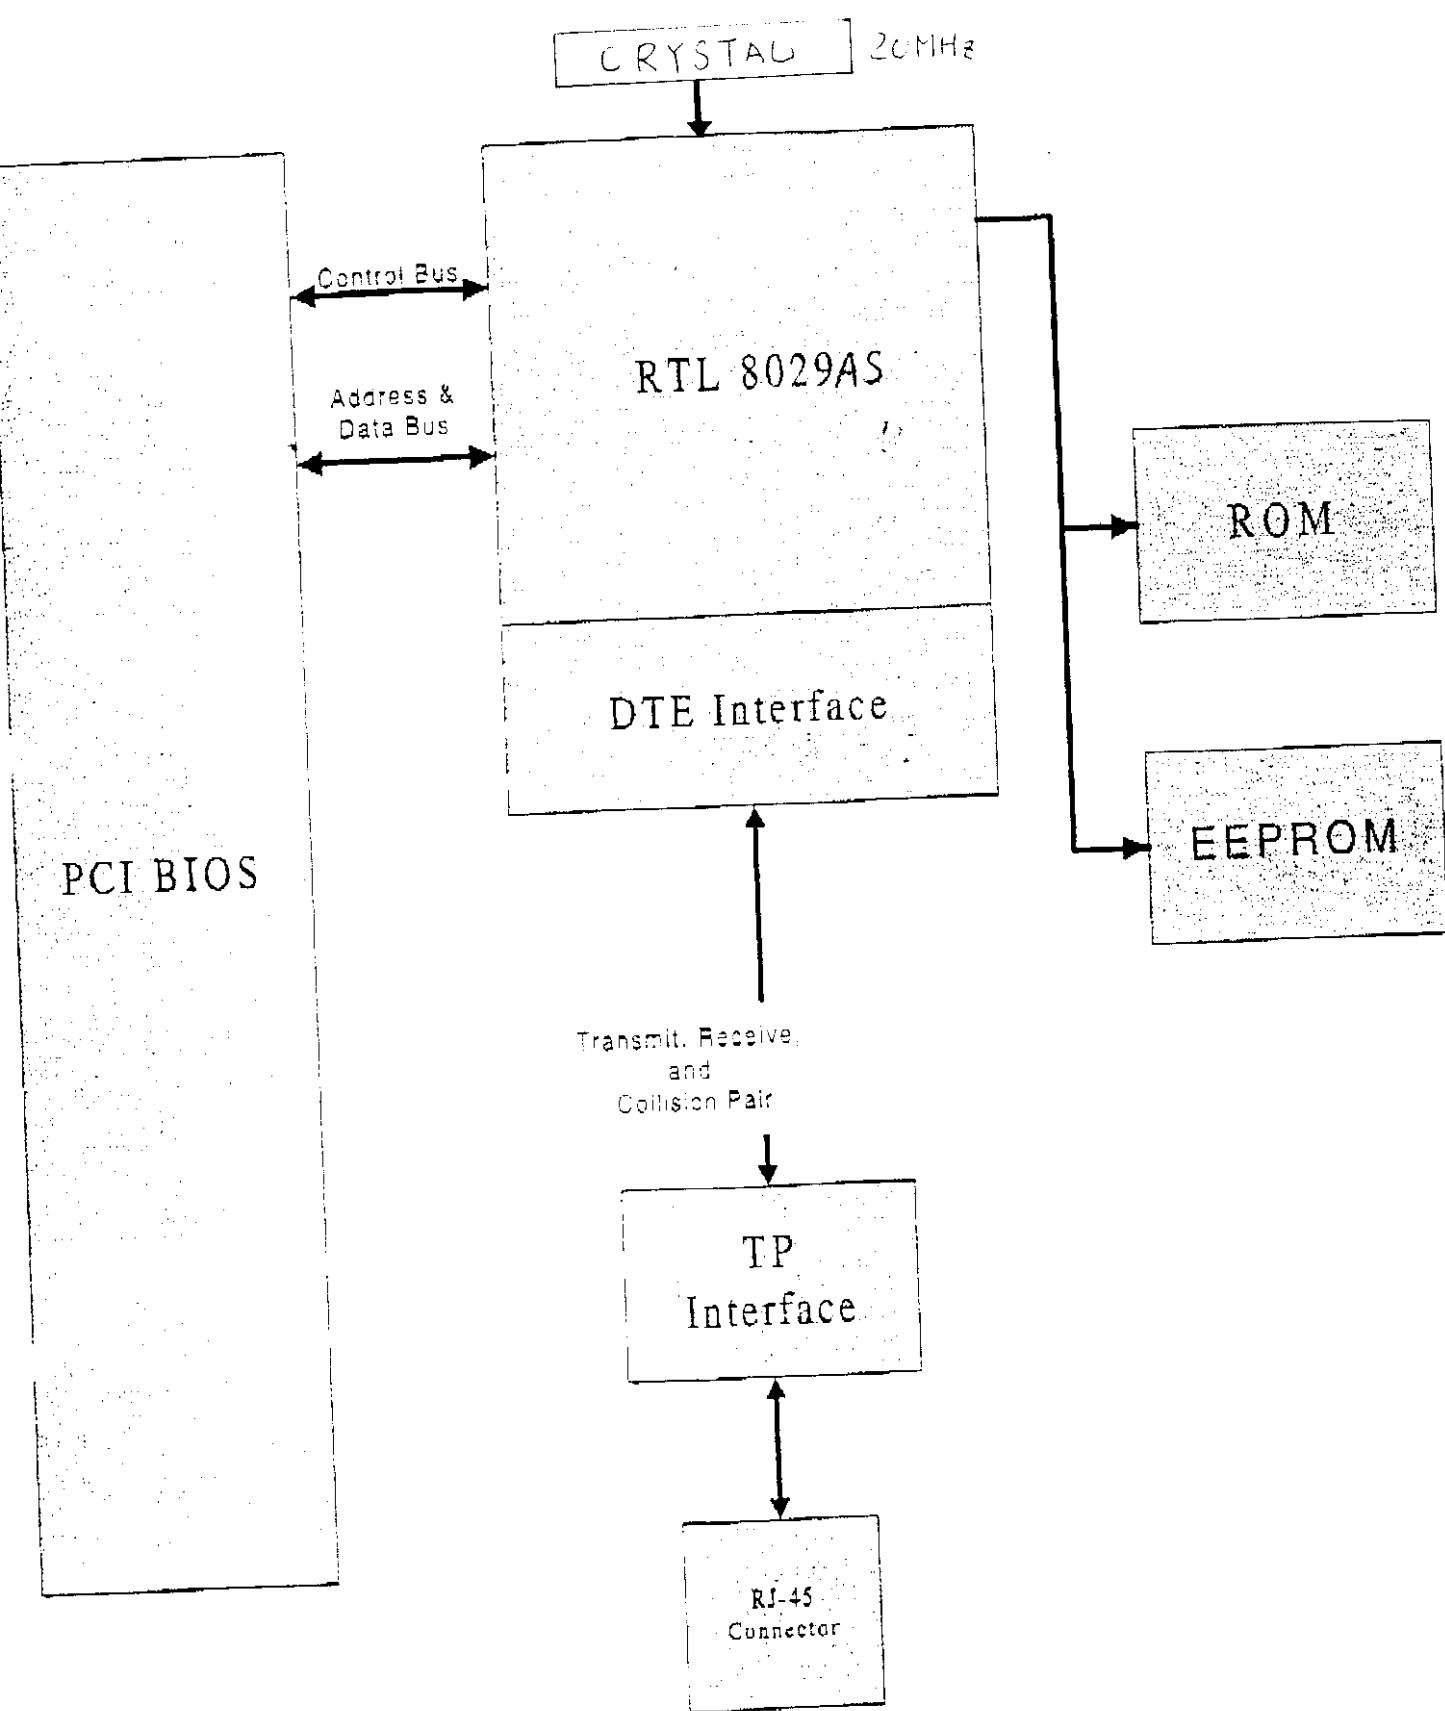 CRYSTAL 20MHz
Control Bus
RTL 8029AS
Address &
Data Bus
ROM
DTE Interface
EEPROM
PCI BIOS
Transmit, Receive,
and
Collision Pair
TP
Interface
RJ-45
Connector